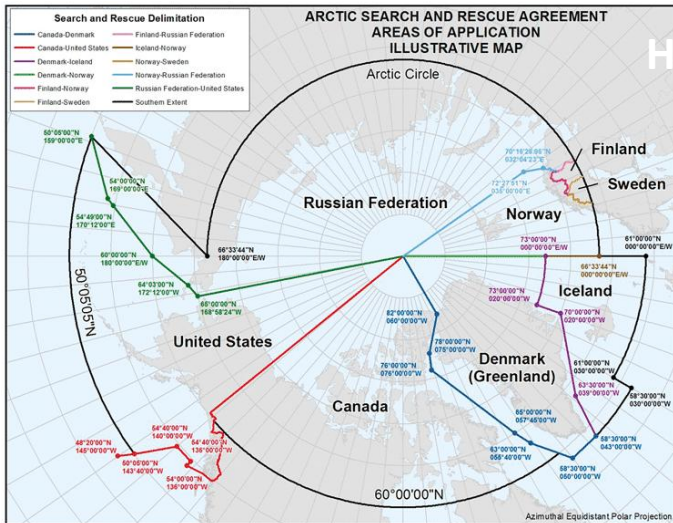 ARCTIC SEARCH AND RESCUE AGREEMENT
AREAS OF APPLICATION
ILLUSTRATIVE MAP
Search and Rescue Delimitation
Canada-Denmark
Canada-United States
Denmark-Iceland
Denmark-Norway
Finland-Norway
Finland-Sweden
Finland-Russian Federation
Iceland-Norway
Norway-Sweden
Norway-Russian Federation
Russian Federation-United States
Southern Extent
H
Arctic Circle
50°05'00"N
159°00'00"E
54°00'00"N
169°00'00"E
54°49'00"N
170°12'00"E
60°00'00"N
180°00'00"E/W
64°03'00"N
172°12'00"W
65°00'00"N
168°58'24"W
66°33'44"N
180°00'00"E/W
Russian Federation
Finland
Sweden
Norway
73°00'00"N
000°00'00"E/W
61°00'00"N
000°00'00"E/W
66°33'44"N
000°00'00"E/W
Iceland
73°00'00"N
020°00'00"W
70°00'00"N
020°00'00"W
50°05'05"N
United States
82°00'00"N
060°00'00"W
78°00'00"N
075°00'00"W
76°00'00"N
076°00'00"W
Denmark
(Greenland)
61°00'00"N
030°00'00"W
63°30'00"N
039°00'00"W
58°30'00"N
030°00'00"W
Canada
65°00'00"N
057°45'00"W
63°00'00"N
055°40'00"W
58°30'00"N
043°00'00"W
58°30'00"N
050°00'00"W
48°20'00"N
145°00'00"W
54°40'00"N
140°00'00"W
54°40'00"N
136°00'00"W
50°05'00"N
143°40'00"W
54°00'00"N
136°00'00"W
60°00'00"N
Azimuthal Equidistant Polar Projection